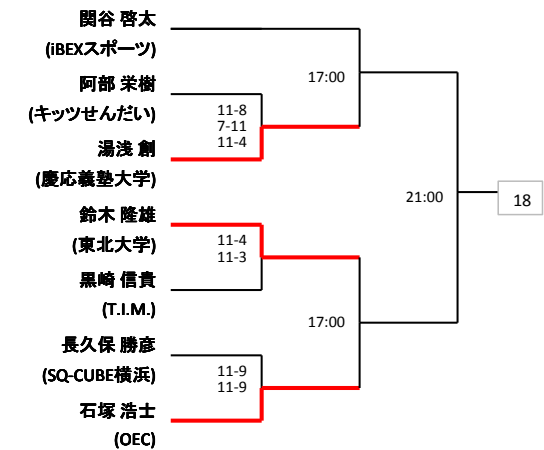 関谷 啓太
(iBEXスポーツ)
17:00
阿部 栄樹
(キッツせんだい)
11-8
7-11
11-4
湯浅 創
(慶応義塾大学)
21:00
18
鈴木 隆雄
(東北大学)
11-4
11-3
黒崎 信貴
(T.I.M.)
17:00
長久保 勝彦
(SQ-CUBE横浜)
11-9
11-9
石塚 浩士
(OEC)